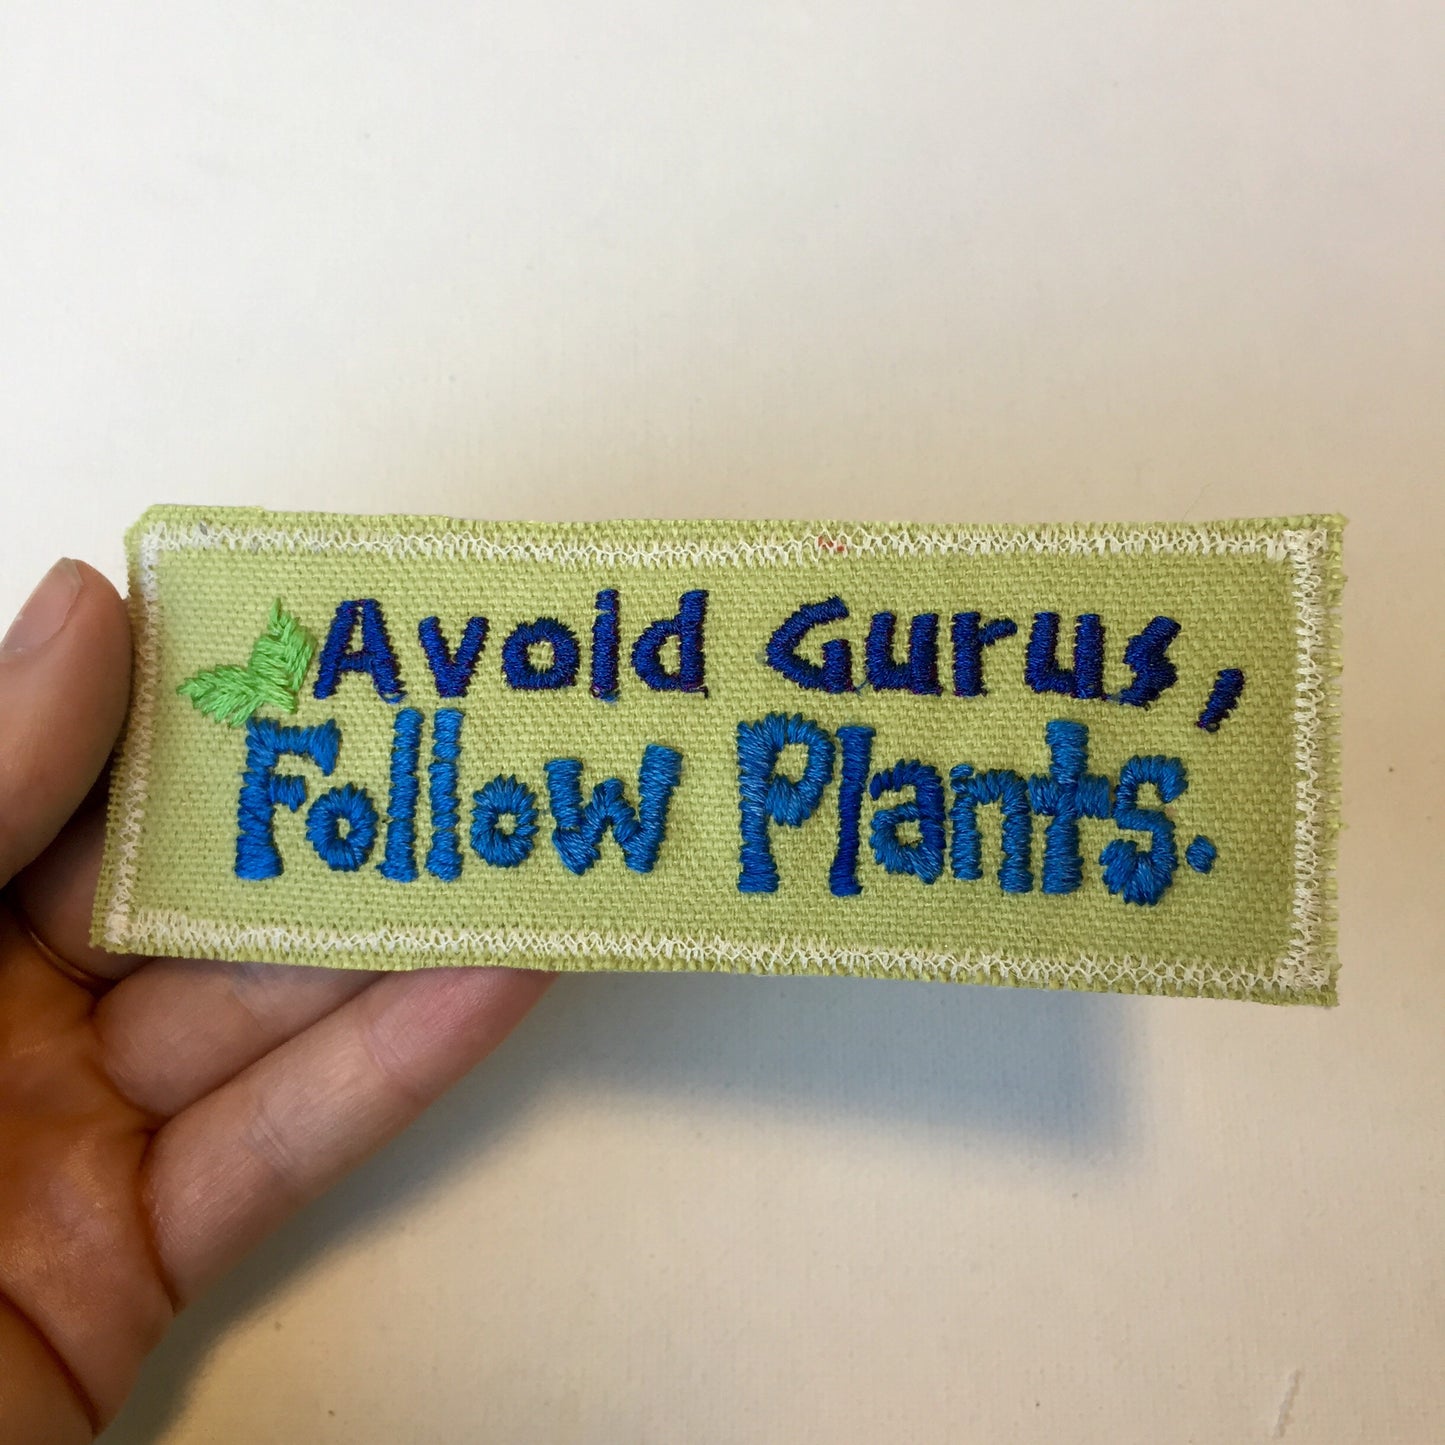 Avoid Gurus,
Follow Plants.